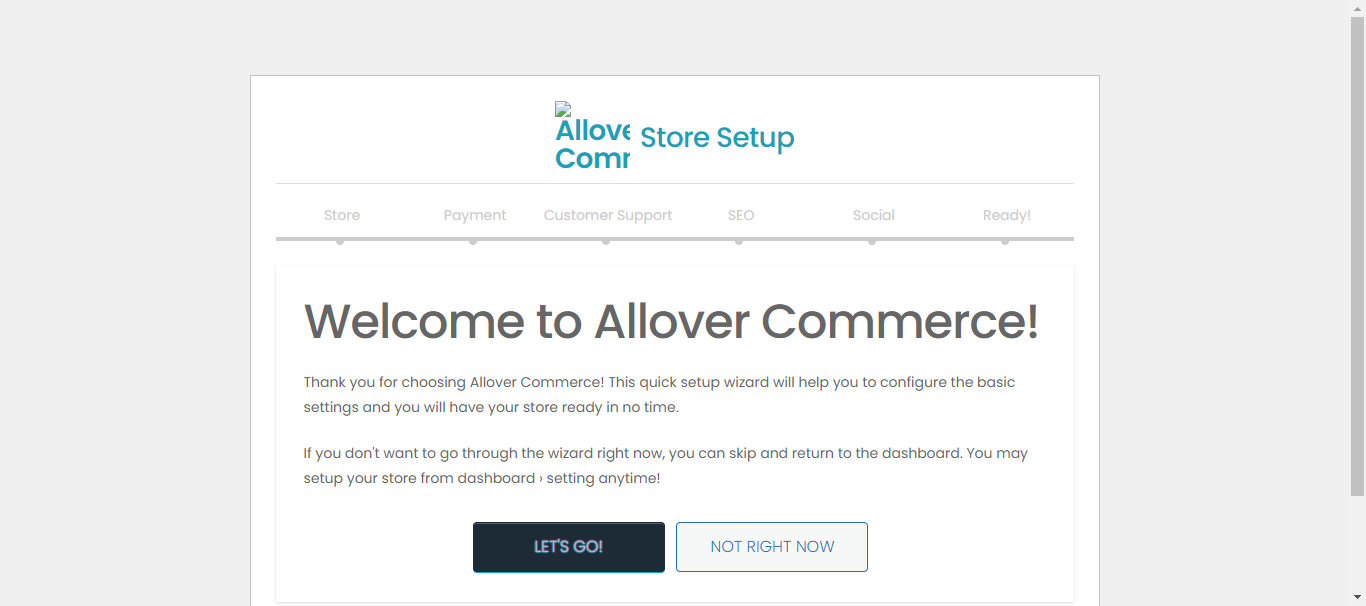 Store Setup
Store Payment Customer Support SEO Social Ready!
Welcome to Allover Commerce!
Thank you for choosing Allover Commerce! This quick setup wizard will help you to configure the basic
settings and you will have your store ready in no time.
If you don't want to go through the wizard right now, you can skip and return to the dashboard. You may
setup your store from dashboard › setting anytime!
LET'S GO! NOT RIGHT NOW